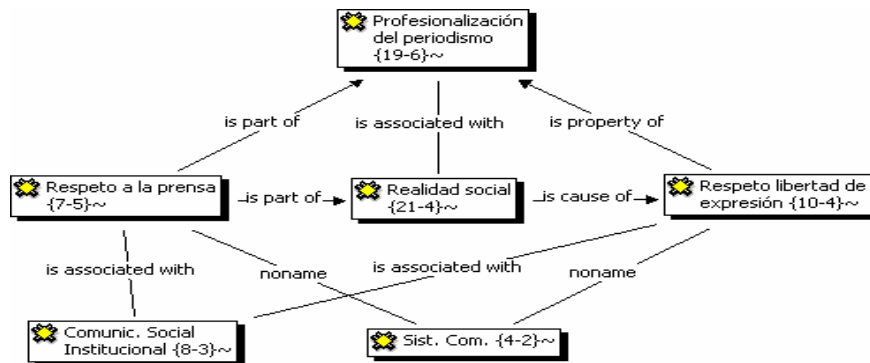 Profesionalización
del periodismo
{19-6}~
is part of
is associated with
is property of
Respeto a la prensa
{7-5}~
is part of
Realidad social
{21-4}~
is cause of
Respeto libertad de
expresión {10-4}~
is associated with
noname
is associated with
noname
Comunic. Social
Institucional {8-3}~
Sist. Com. {4-2}~